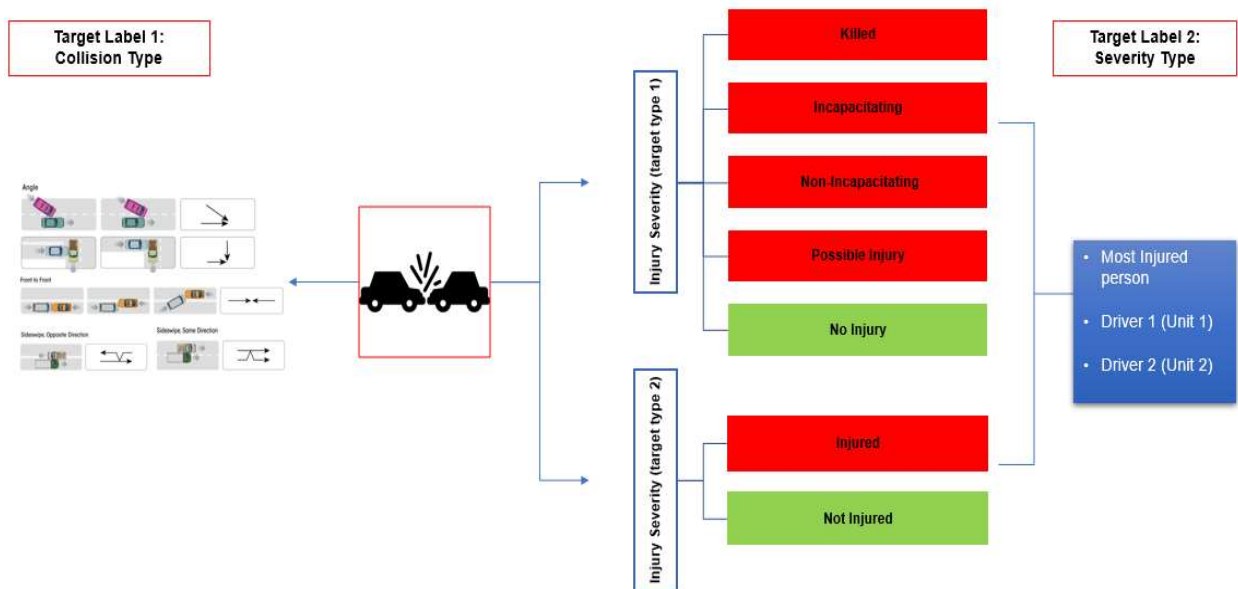 Target Label 1:
Collision Type
Angle
Front to Front
Sideswipe, Opposite Direction
Sideswipe, Same Direction
Injury Severity (target type 1)
Killed
Incapacitating
Non-Incapacitating
Possible Injury
No Injury
Injury Severity (target type 2)
Injured
Not Injured
Target Label 2:
Severity Type
• Most Injured
person
• Driver 1 (Unit 1)
• Driver 2 (Unit 2)